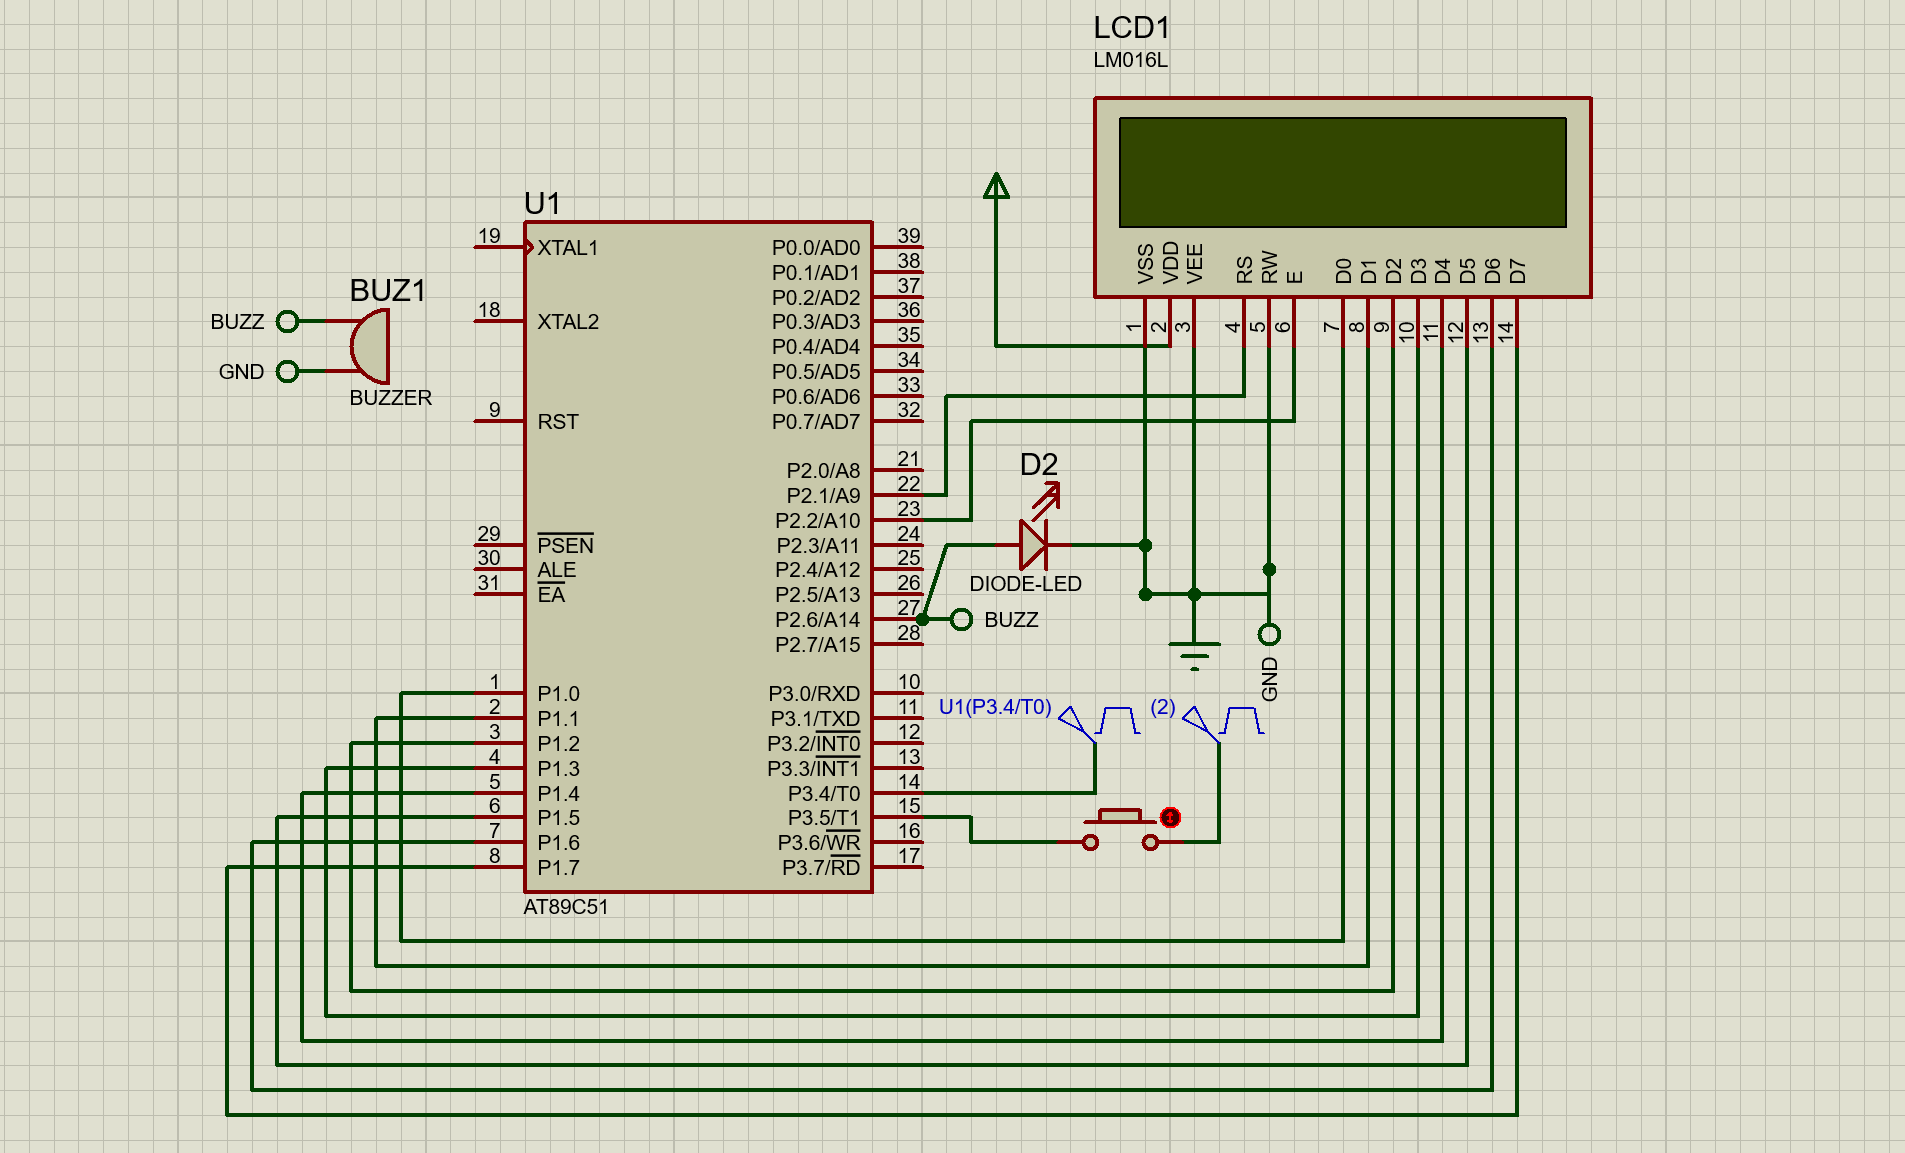 LCD1
LM016L
VSS
VDD
VEE
RS
RW
E
D0
D1
D2
D3
D4
D5
D6
D7
1
2
3
4
5
6
7
8
9
10
11
12
13
14
BUZ1
BUZZ
GND
BUZZER
U1
19 XTAL1
18 XTAL2
9 RST
29 PSEN
30 ALE
31 EA
1 P1.0
2 P1.1
3 P1.2
4 P1.3
5 P1.4
6 P1.5
7 P1.6
8 P1.7
P0.0/AD0 39
P0.1/AD1 38
P0.2/AD2 37
P0.3/AD3 36
P0.4/AD4 35
P0.5/AD5 34
P0.6/AD6 33
P0.7/AD7 32
P2.0/A8 21
P2.1/A9 22
P2.2/A10 23
P2.3/A11 24
P2.4/A12 25
P2.5/A13 26
P2.6/A14 27
P2.7/A15 28
P3.0/RXD 10
P3.1/TXD 11
P3.2/INT0 12
P3.3/INT1 13
P3.4/T0 14
P3.5/T1 15
P3.6/WR 16
P3.7/RD 17
AT89C51
D2
DIODE-LED
BUZZ
GND
U1(P3.4/T0)
(2)